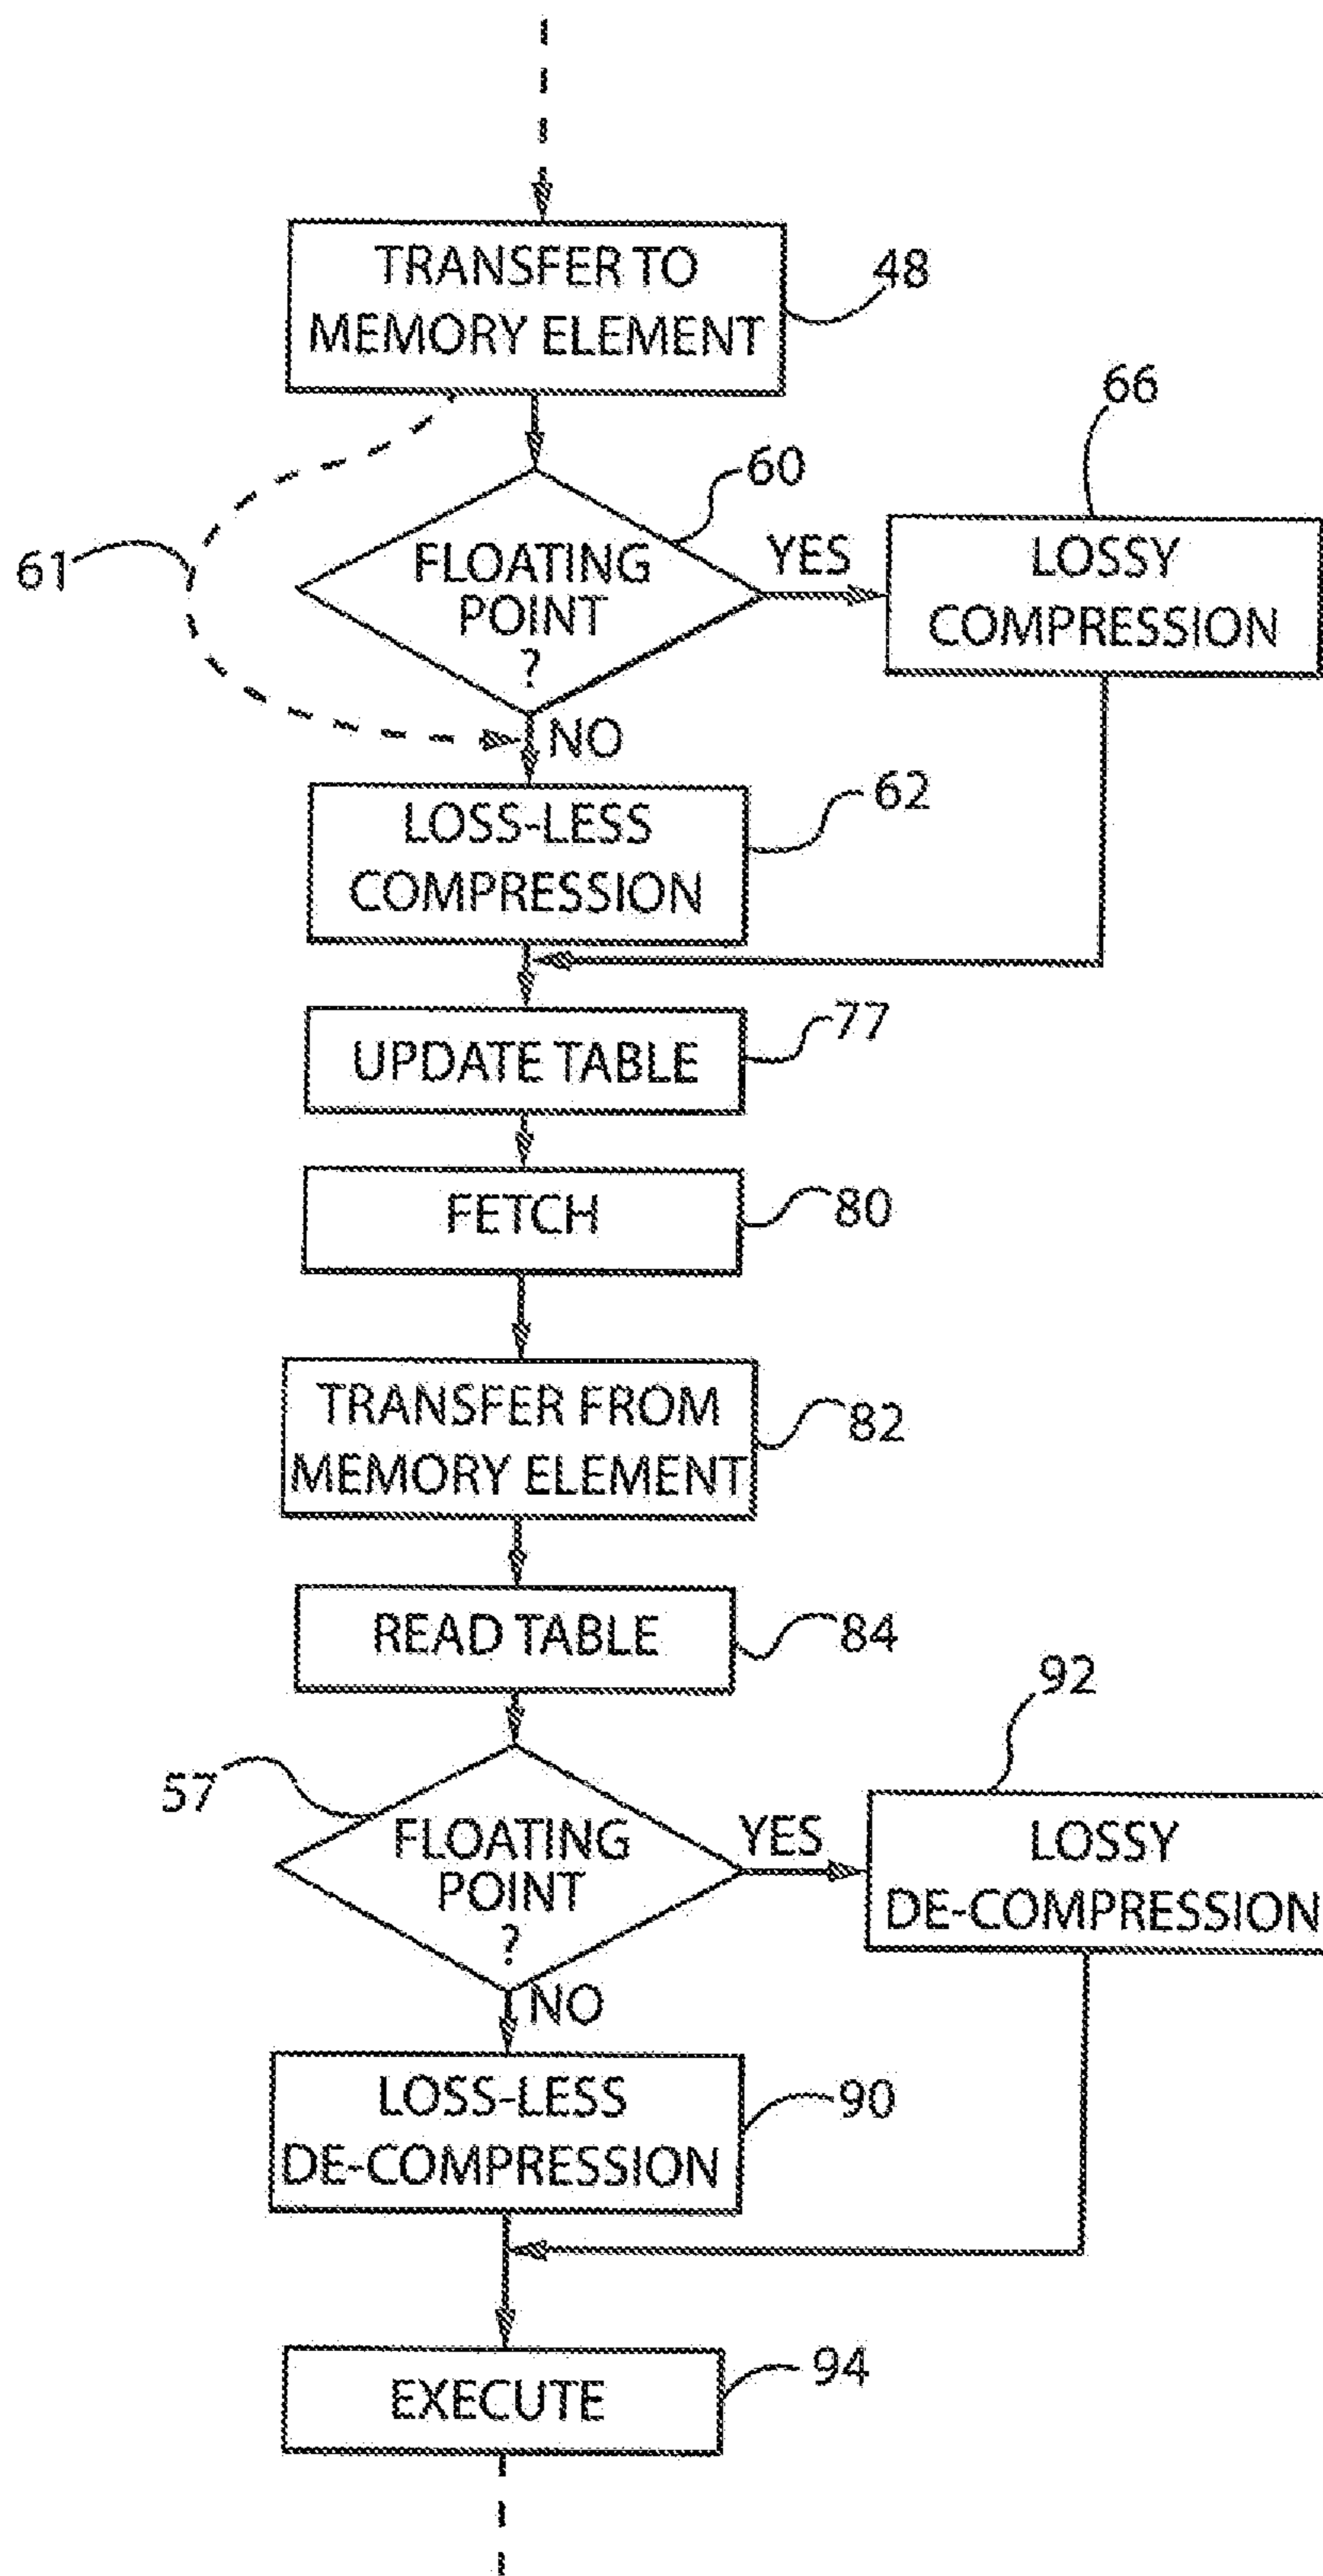 TRANSFER TO
MEMORY ELEMENT
48
66
60
FLOATING
POINT
?
YES
LOSSY
COMPRESSION
61
NO
LOSS-LESS
COMPRESSION
62
UPDATE TABLE
77
FETCH
80
TRANSFER FROM
MEMORY ELEMENT
82
READ TABLE
84
92
57
FLOATING
POINT
?
YES
LOSSY
DE-COMPRESSION
NO
LOSS-LESS
DE-COMPRESSION
90
EXECUTE
94